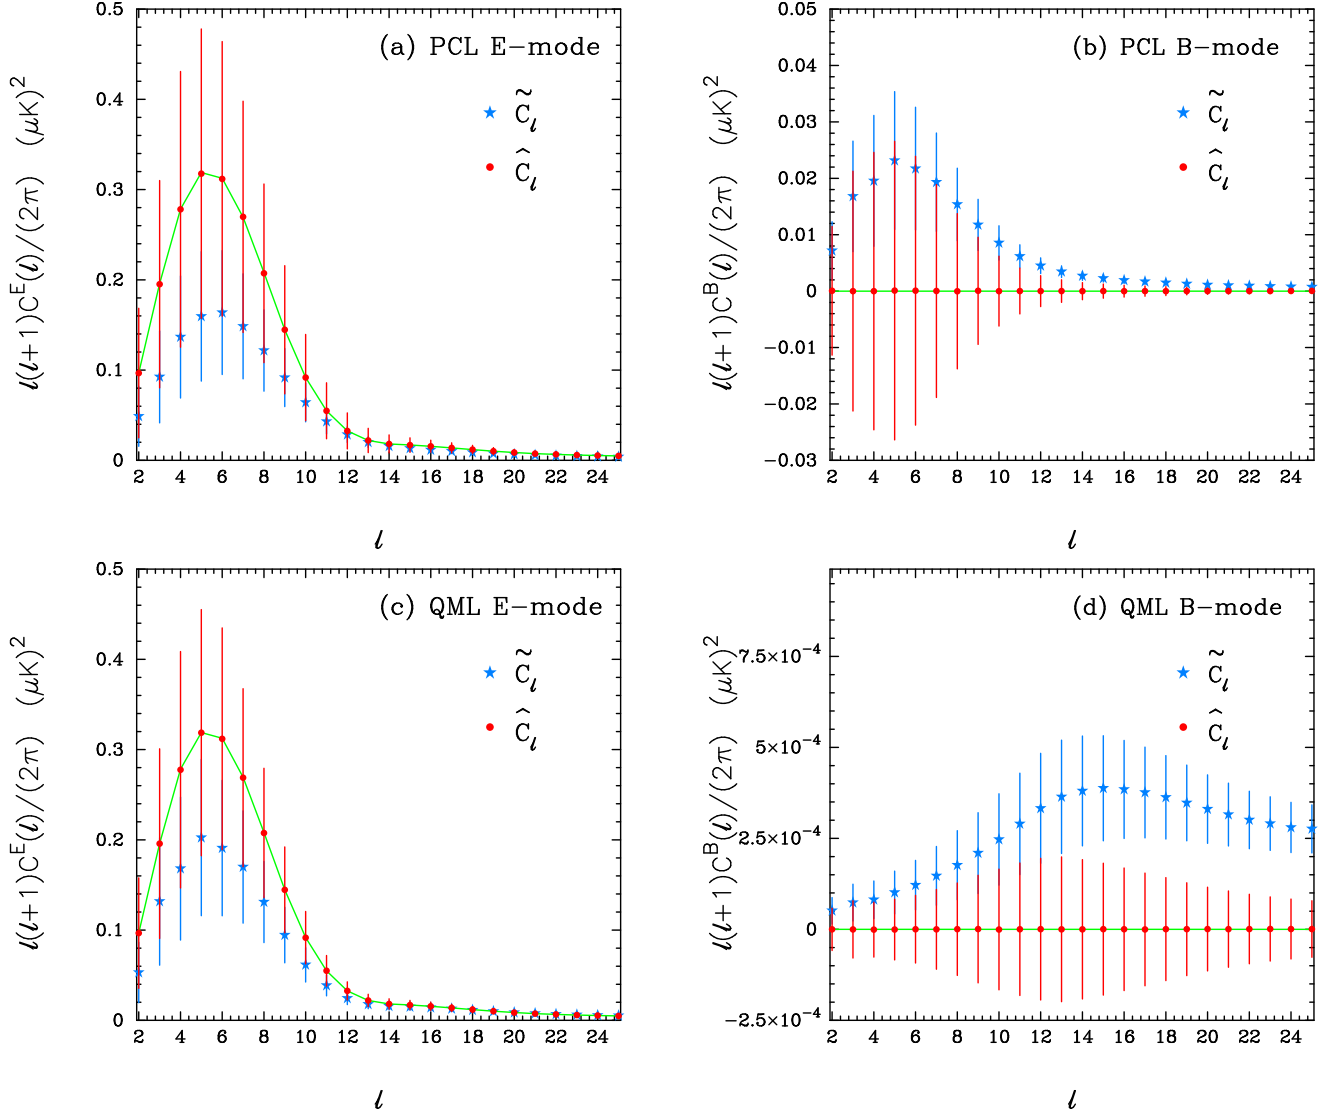 (a) PCL E−mode
C̃ℓ
Ĉℓ
ℓ(ℓ+1)Cᴱ(ℓ)/(2π) (μK)²
0.5
0.4
0.3
0.2
0.1
0
2 4 6 8 10 12 14 16 18 20 22 24
ℓ
(b) PCL B−mode
C̃ℓ
Ĉℓ
ℓ(ℓ+1)Cᴮ(ℓ)/(2π) (μK)²
0.05
0.04
0.03
0.02
0.01
0
−0.01
−0.02
−0.03
2 4 6 8 10 12 14 16 18 20 22 24
ℓ
(c) QML E−mode
C̃ℓ
Ĉℓ
ℓ(ℓ+1)Cᴱ(ℓ)/(2π) (μK)²
0.5
0.4
0.3
0.2
0.1
0
2 4 6 8 10 12 14 16 18 20 22 24
ℓ
(d) QML B−mode
C̃ℓ
Ĉℓ
ℓ(ℓ+1)Cᴮ(ℓ)/(2π) (μK)²
7.5×10⁻⁴
5×10⁻⁴
2.5×10⁻⁴
0
−2.5×10⁻⁴
2 4 6 8 10 12 14 16 18 20 22 24
ℓ